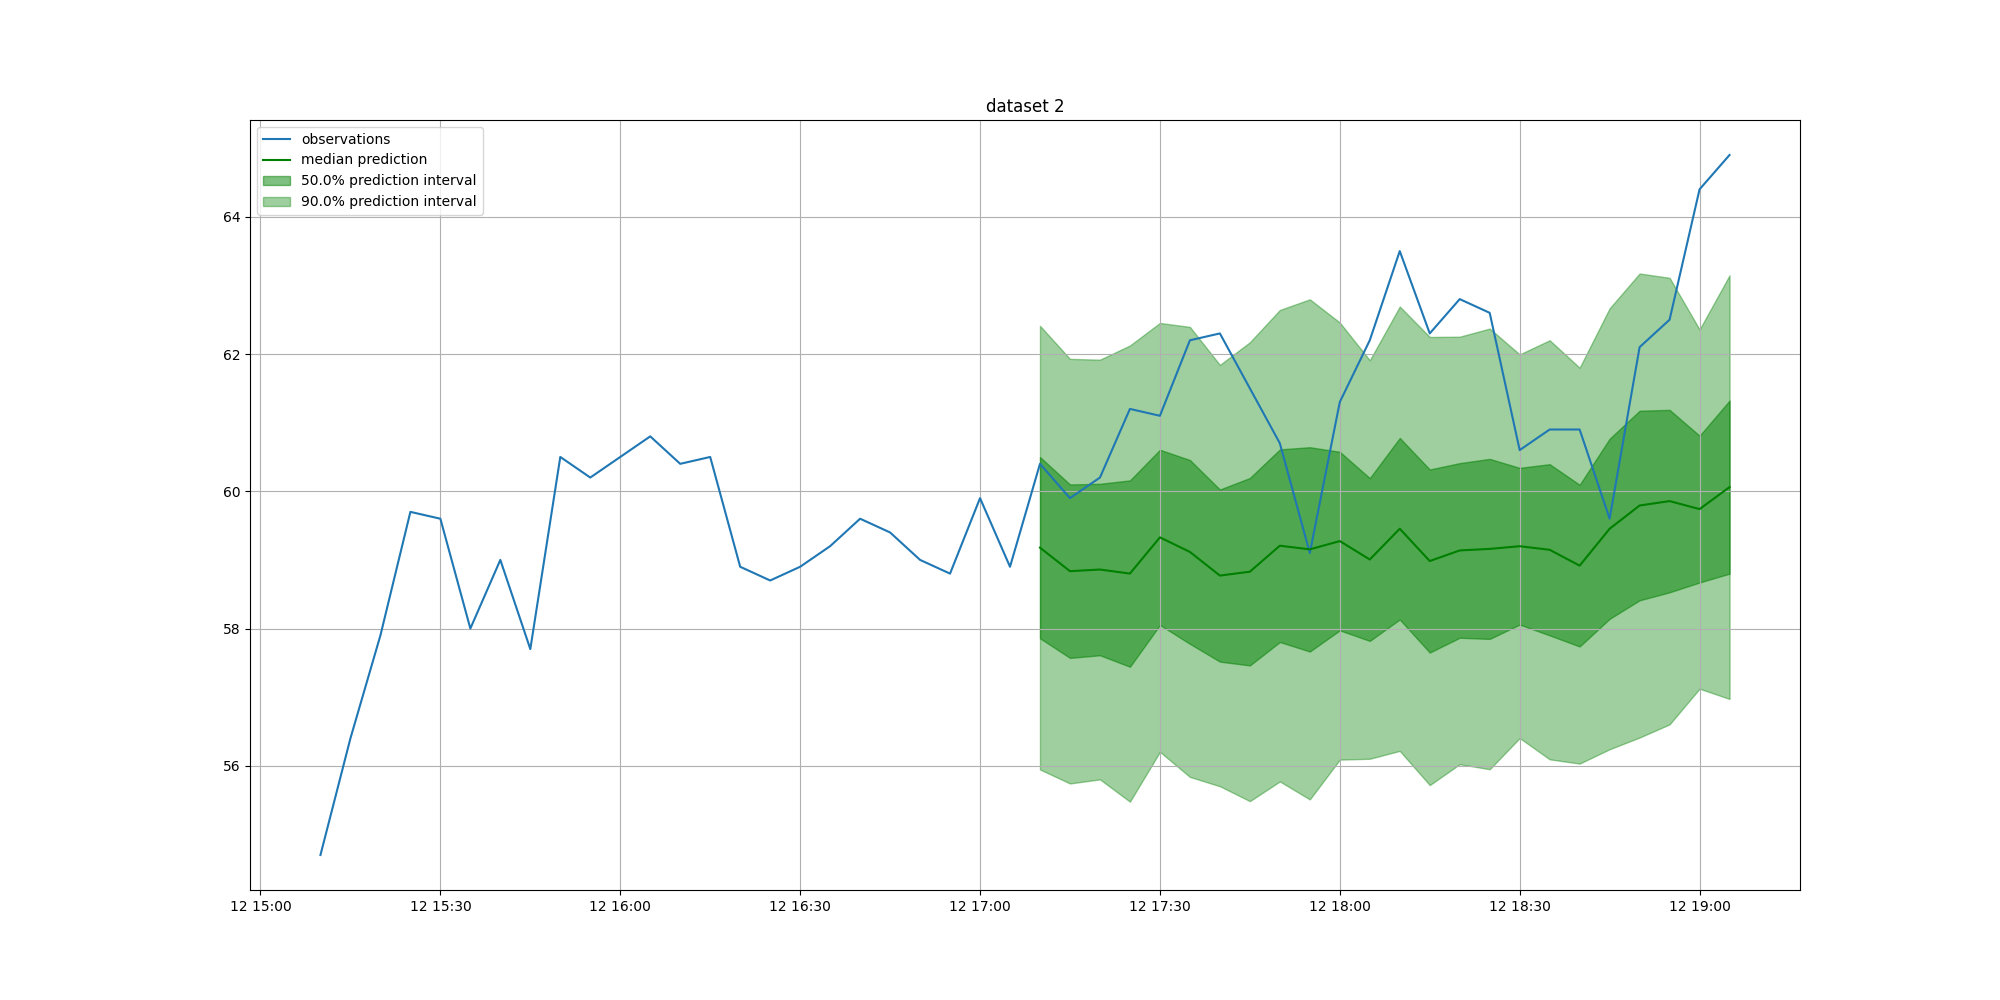 dataset 2
observations
median prediction
50.0% prediction interval
90.0% prediction interval
64
62
60
58
56
12 15:00 12 15:30 12 16:00 12 16:30 12 17:00 12 17:30 12 18:00 12 18:30 12 19:00